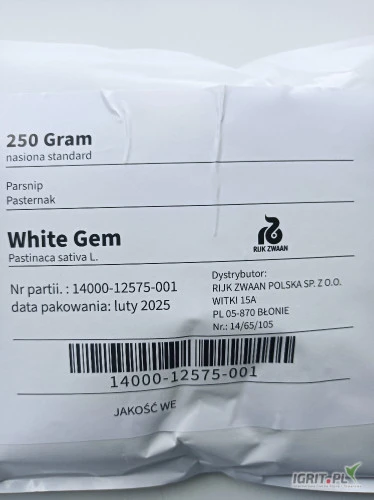 250 Gram
nasiona standard
Parsnip
Pasternak
White Gem
Pastinaca sativa L.
RIJK ZWAAN
Nr partii. : 14000-12575-001
data pakowania: luty 2025
Dystrybutor:
RIJK ZWAAN POLSKA SP. Z O.O.
WITKI 15A
PL 05-870 BŁONIE
Nr.: 14/65/105
14000-12575-001
JAKOŚĆ WE
IGRIT.PL